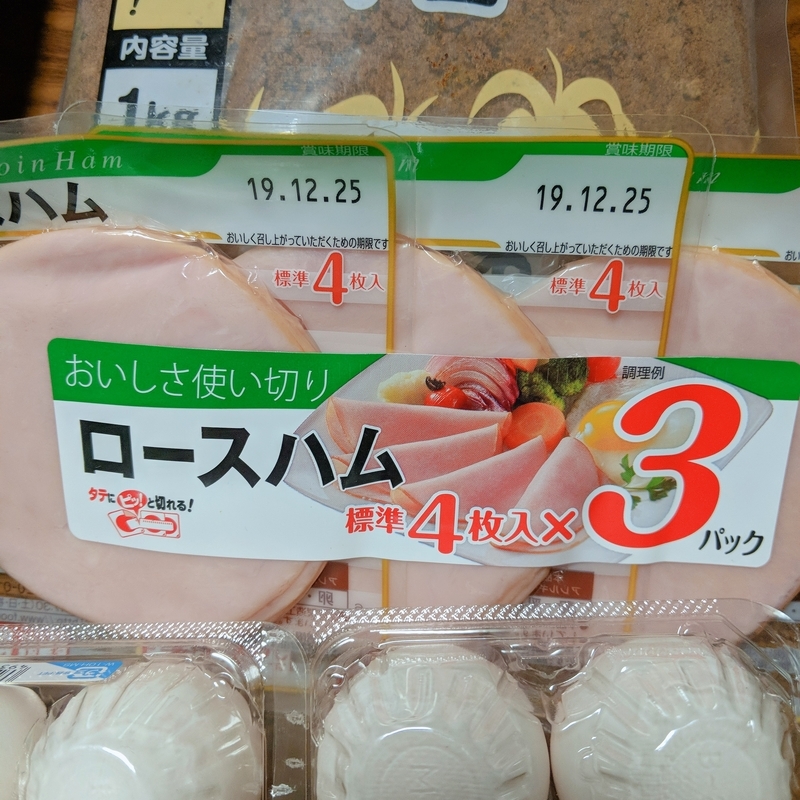 !
内容量
1kg
oin Ham
賞味期限
19.12.25
スハム
おいしく召し上がっていただくための期限です
標準4枚入
m
賞味期限
19.12.25
おいしく召し上がっていただくための期限です
標準4枚入
おいしさ使い切り
調理例
ロースハム
タテにピッ!と切れる!
標準4枚入×3パック
卵